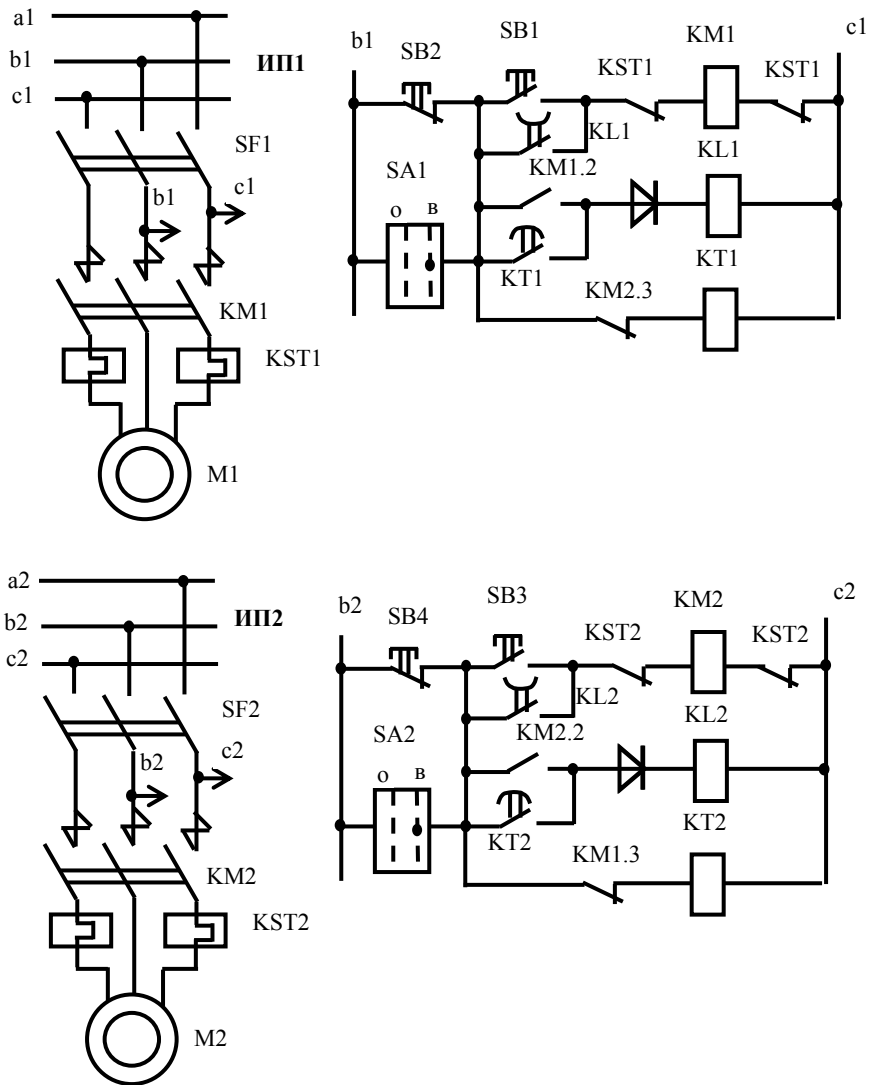 a1
b1
ИП1
c1
SF1
b1
c1
KM1
KST1
M1
b1
SB2
SB1
KM1
c1
KST1
KST1
KL1
KL1
KM1.2
SA1
о в
KT1
KT1
KM2.3
a2
b2
ИП2
c2
SF2
b2
c2
KM2
KST2
M2
b2
SB4
SB3
KM2
c2
KST2
KST2
KL2
KL2
KM2.2
SA2
о в
KT2
KT2
KM1.3